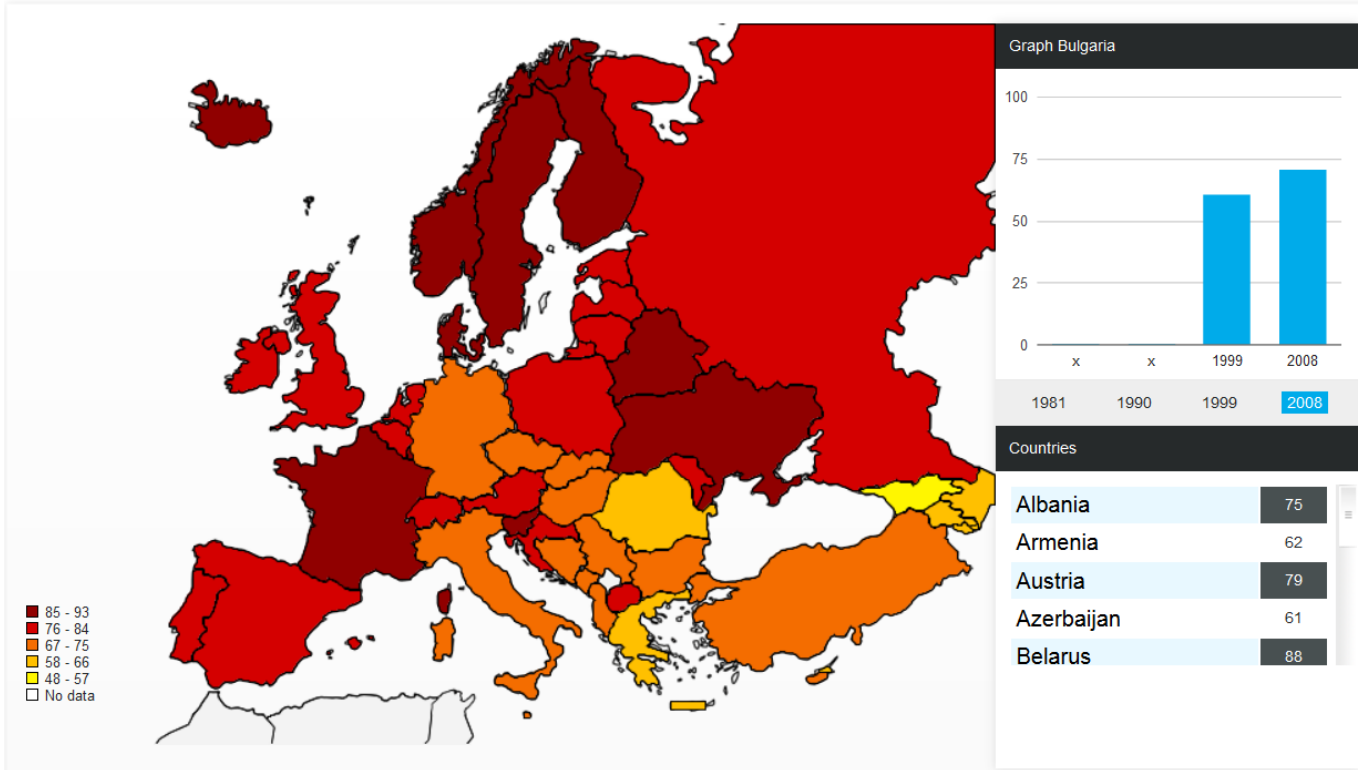 Graph Bulgaria
100
75
50
25
0
x x 1999 2008
1981 1990 1999 2008
Countries
Albania 75
Armenia 62
Austria 79
Azerbaijan 61
Belarus 88
85 - 93
76 - 84
67 - 75
58 - 66
48 - 57
No data